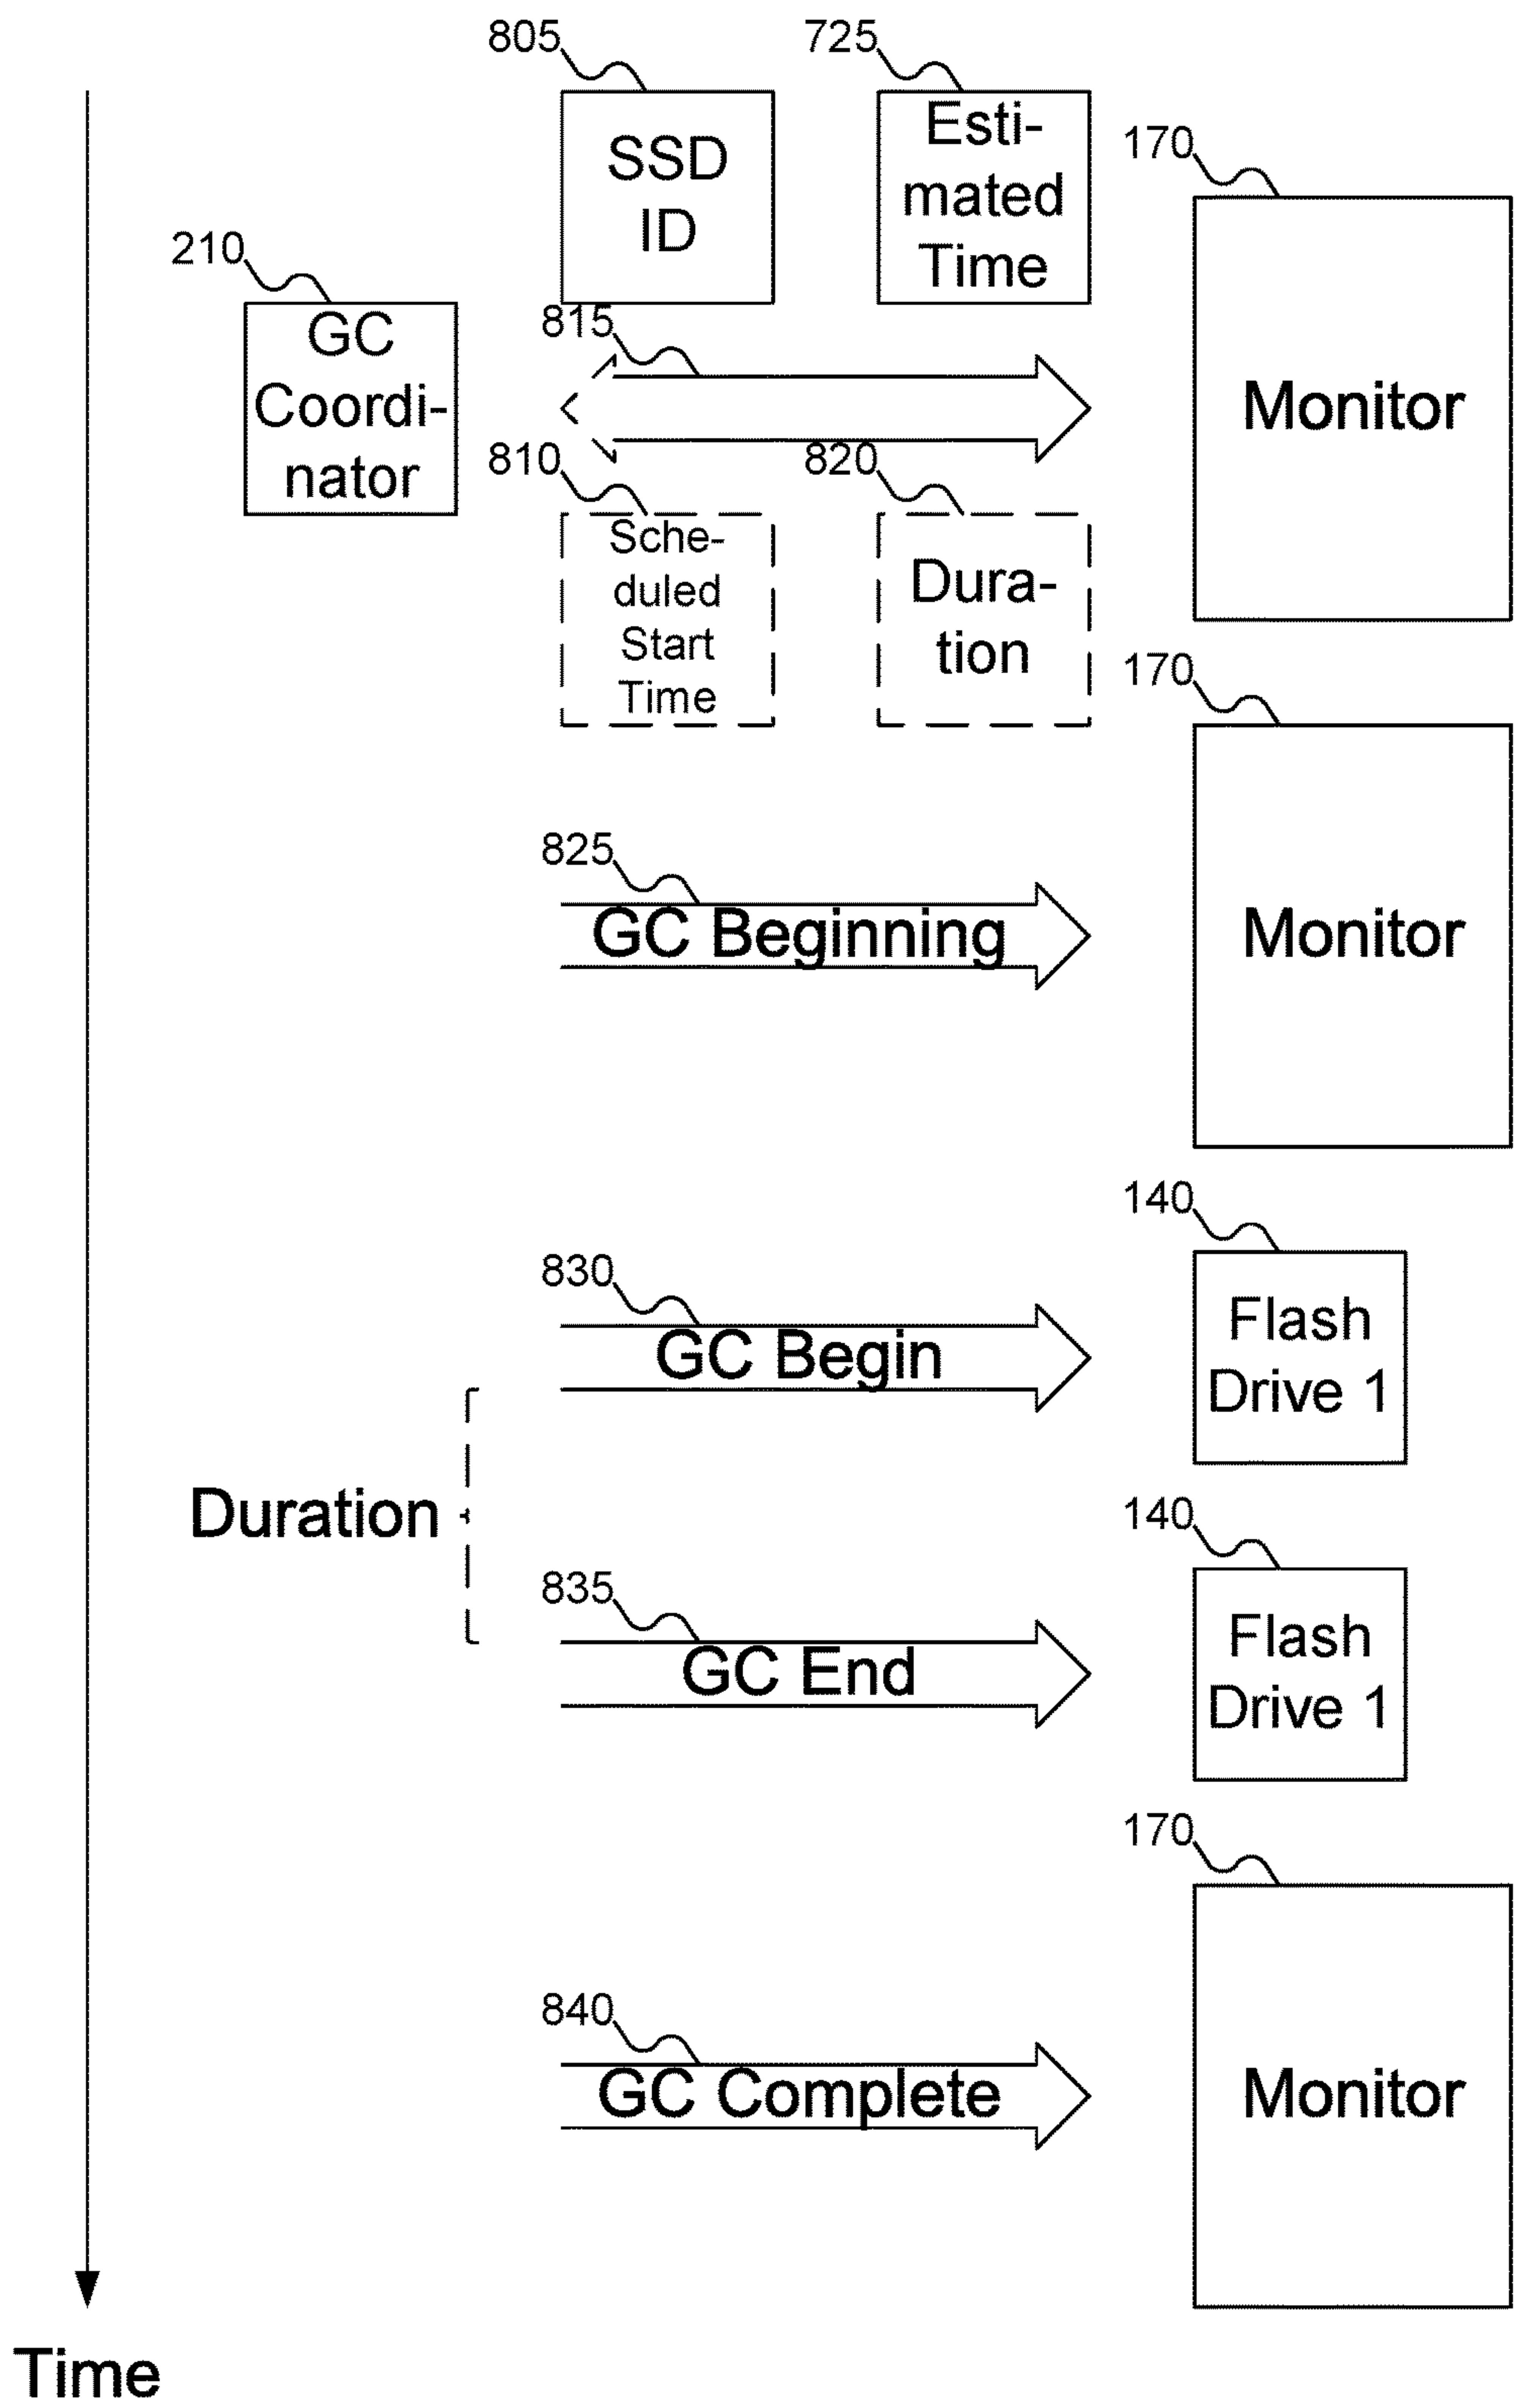 805
725
SSD
ID
Esti-
mated
Time
170
210
GC
Coordi-
nator
815
Monitor
810
820
Sche-
duled
Start
Time
Dura-
tion
170
825
GC Beginning
Monitor
140
830
GC Begin
Flash
Drive 1
Duration
140
835
GC End
Flash
Drive 1
170
840
GC Complete
Monitor
Time